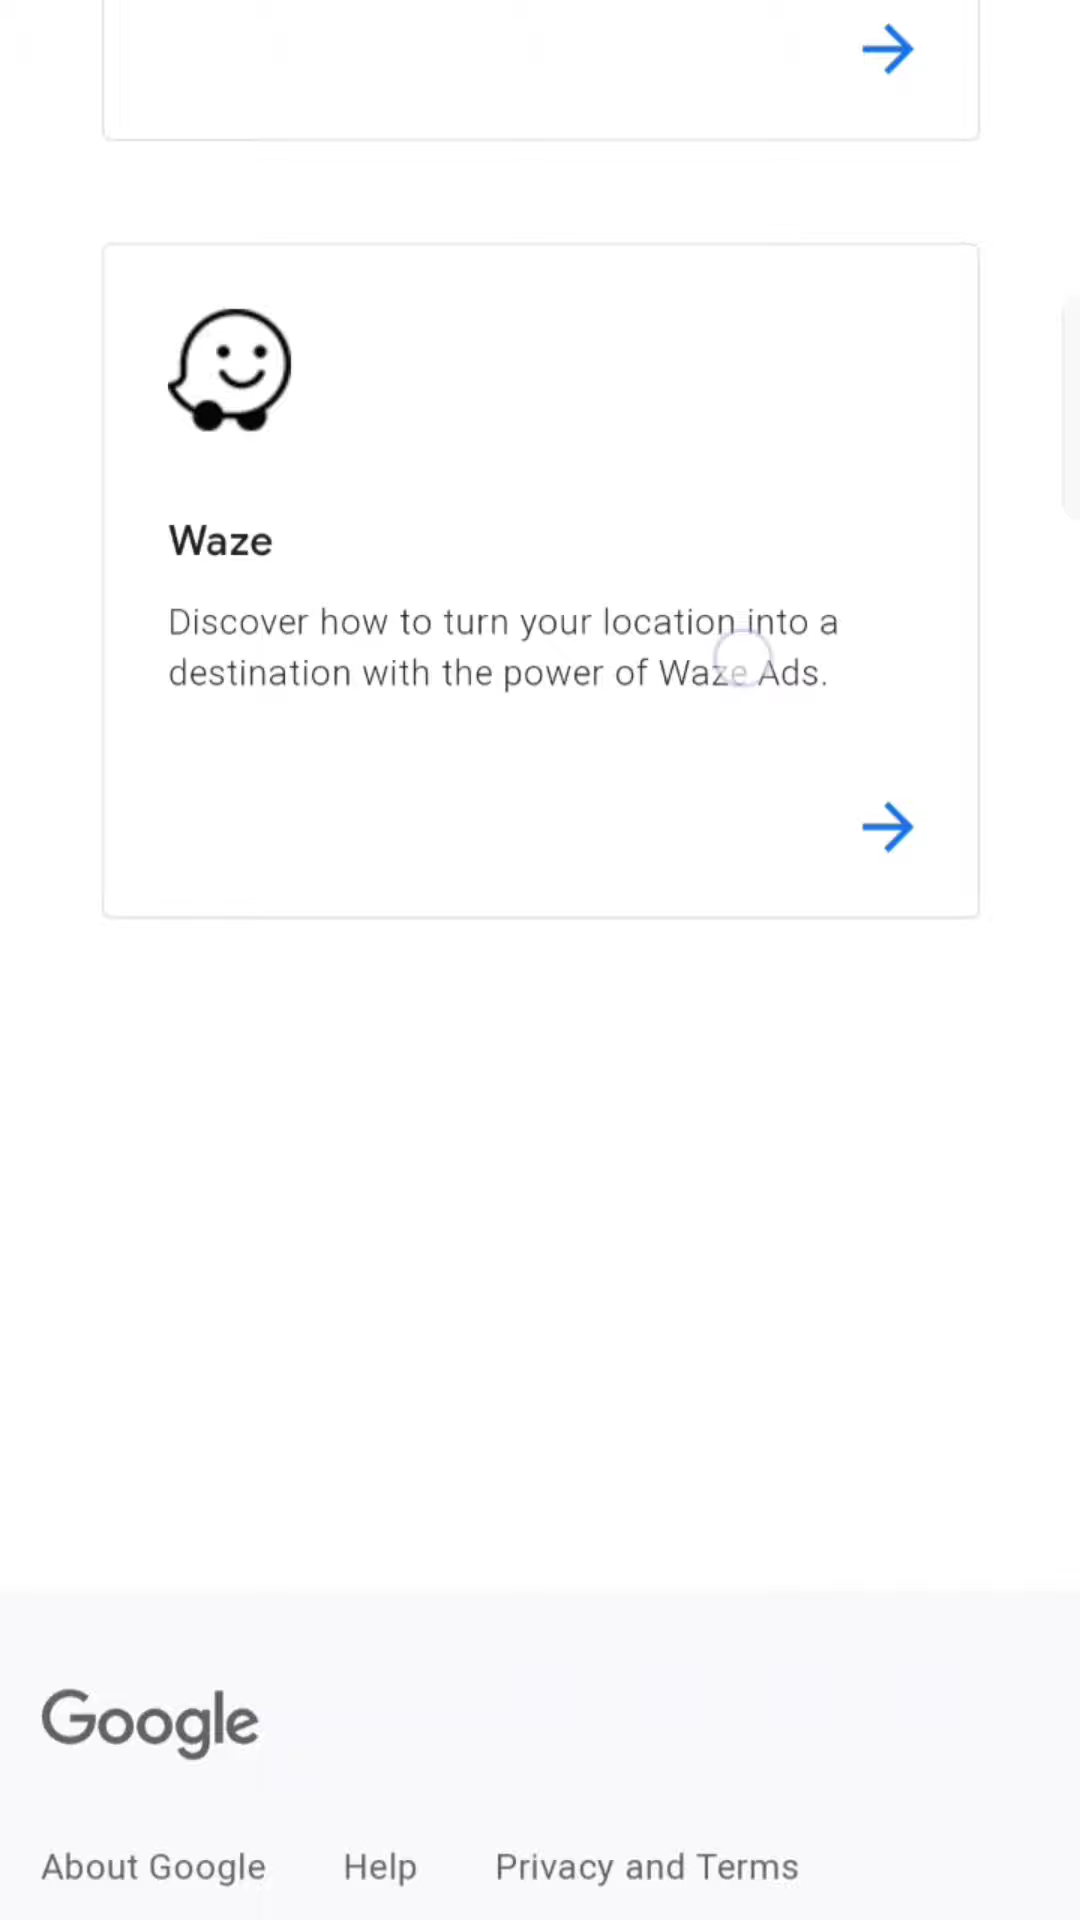 Waze
Discover how to turn your location into a
destination with the power of Waze Ads.
Google
About Google Help Privacy and Terms